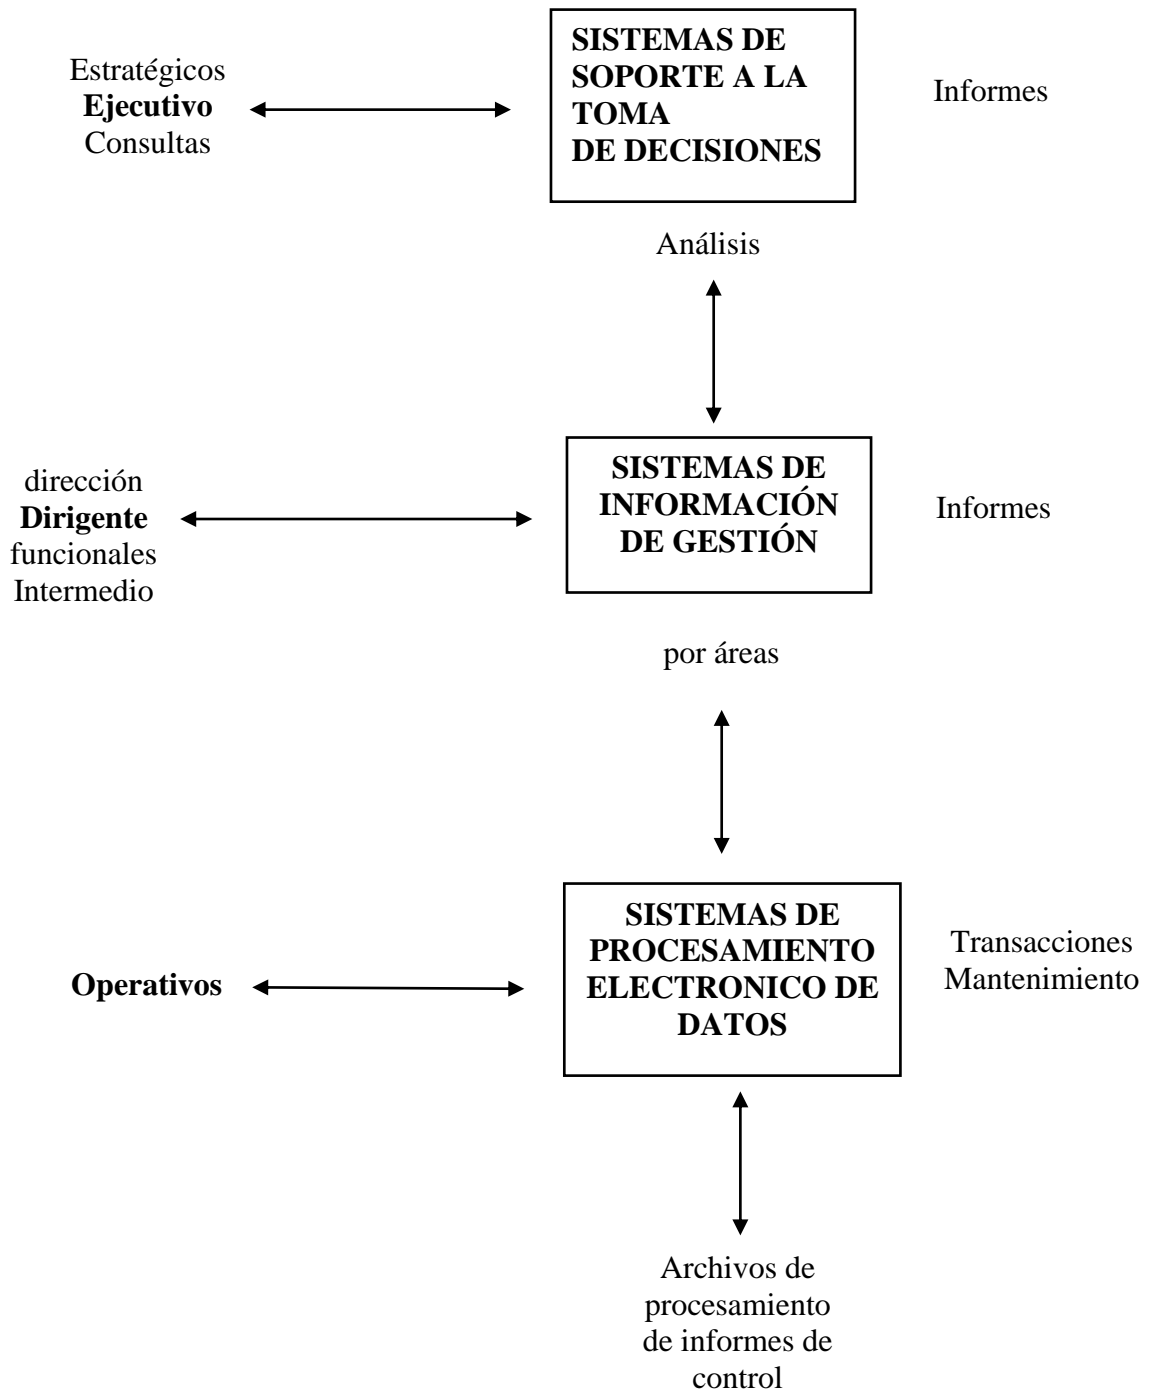 Estratégicos
Ejecutivo
Consultas
SISTEMAS DE
SOPORTE A LA
TOMA
DE DECISIONES
Informes
Análisis
dirección
Dirigente
funcionales
Intermedio
SISTEMAS DE
INFORMACIÓN
DE GESTIÓN
Informes
por áreas
Operativos
SISTEMAS DE
PROCESAMIENTO
ELECTRONICO DE
DATOS
Transacciones
Mantenimiento
Archivos de
procesamiento
de informes de
control